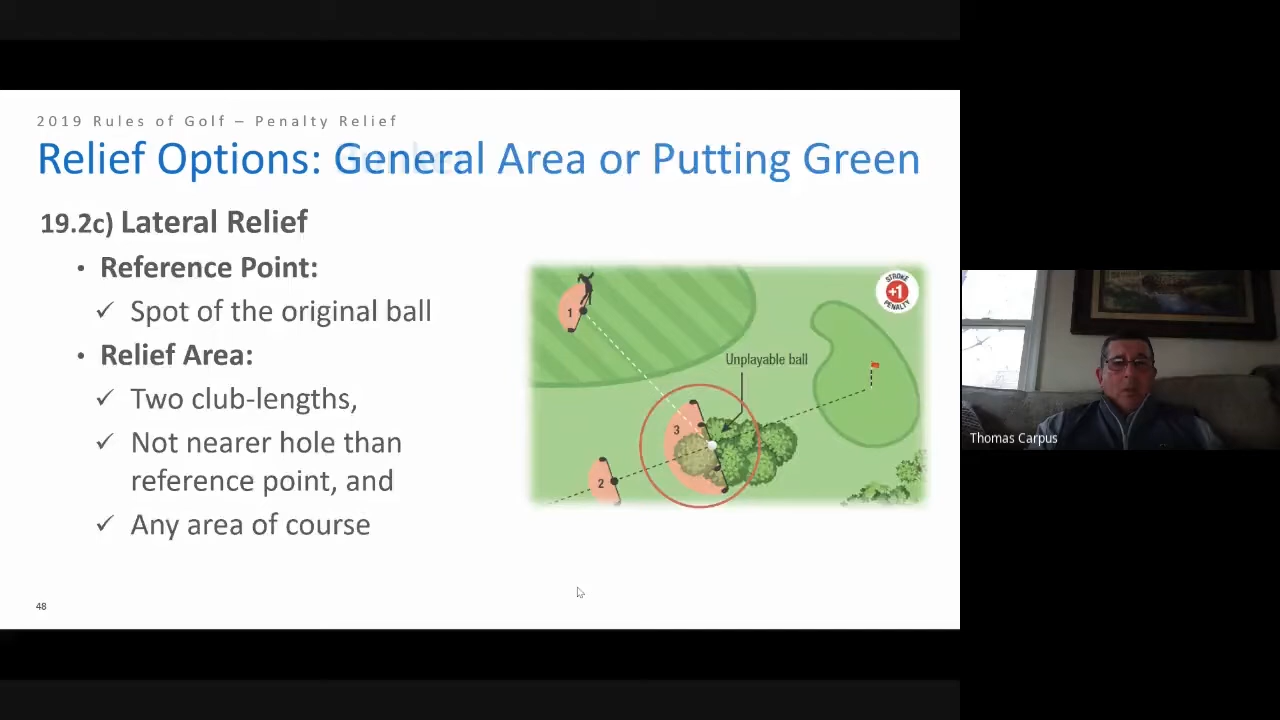 2019 Rules of Golf – Penalty Relief
Relief Options: General Area or Putting Green
19.2c) Lateral Relief
• Reference Point:
✓ Spot of the original ball
• Relief Area:
✓ Two club-lengths,
✓ Not nearer hole than
reference point, and
✓ Any area of course
STROKE
+1
PENALTY
1
Unplayable ball
3
2
Thomas Carpus
48